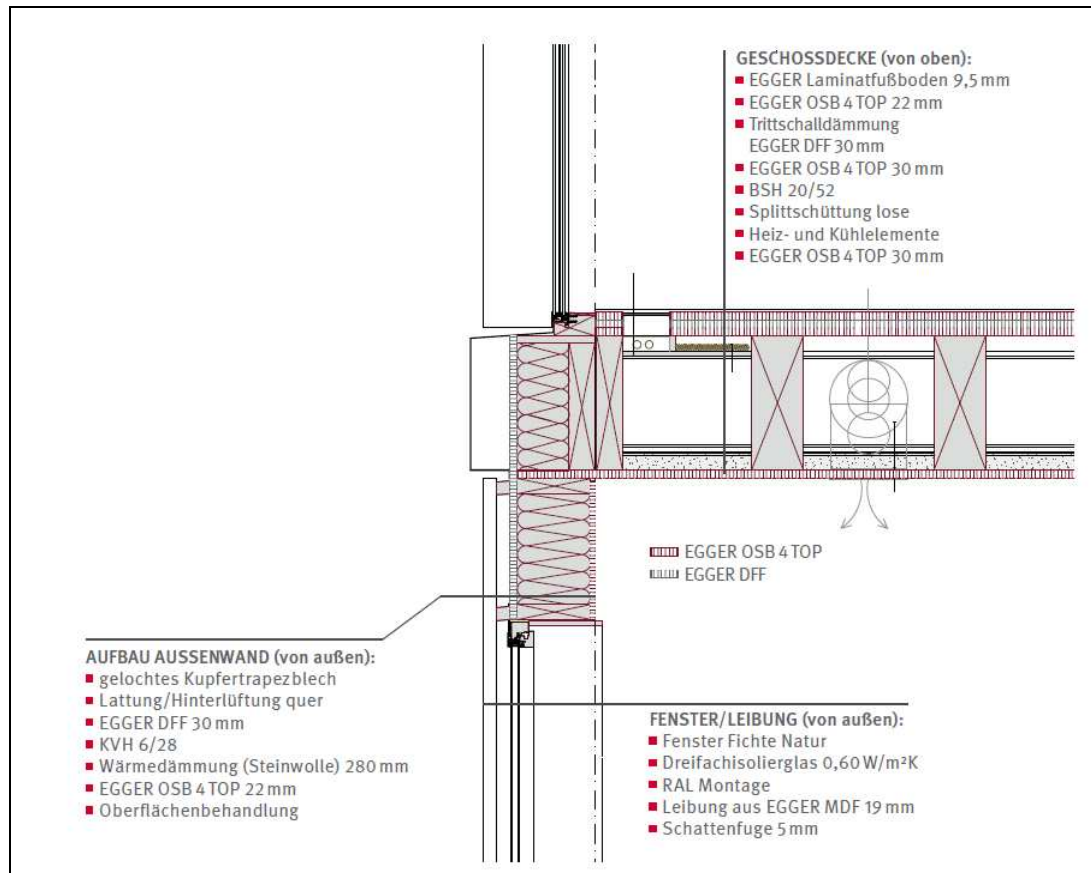 GESCHOSSDECKE (von oben):
EGGER Laminatfußboden 9,5 mm
EGGER OSB 4 TOP 22 mm
Trittschalldämmung
EGGER DFF 30 mm
EGGER OSB 4 TOP 30 mm
BSH 20/52
Splittschüttung lose
Heiz- und Kühlelemente
EGGER OSB 4 TOP 30 mm
EGGER OSB 4 TOP
EGGER DFF
AUFBAU AUSSENWAND (von außen):
gelochtes Kupfertrapezblech
Lattung/Hinterlüftung quer
EGGER DFF 30 mm
KVH 6/28
Wärmedämmung (Steinwolle) 280 mm
EGGER OSB 4 TOP 22 mm
Oberflächenbehandlung
FENSTER/LEIBUNG (von außen):
Fenster Fichte Natur
Dreifachisolierglas 0,60 W/m²K
RAL Montage
Leibung aus EGGER MDF 19 mm
Schattenfuge 5 mm